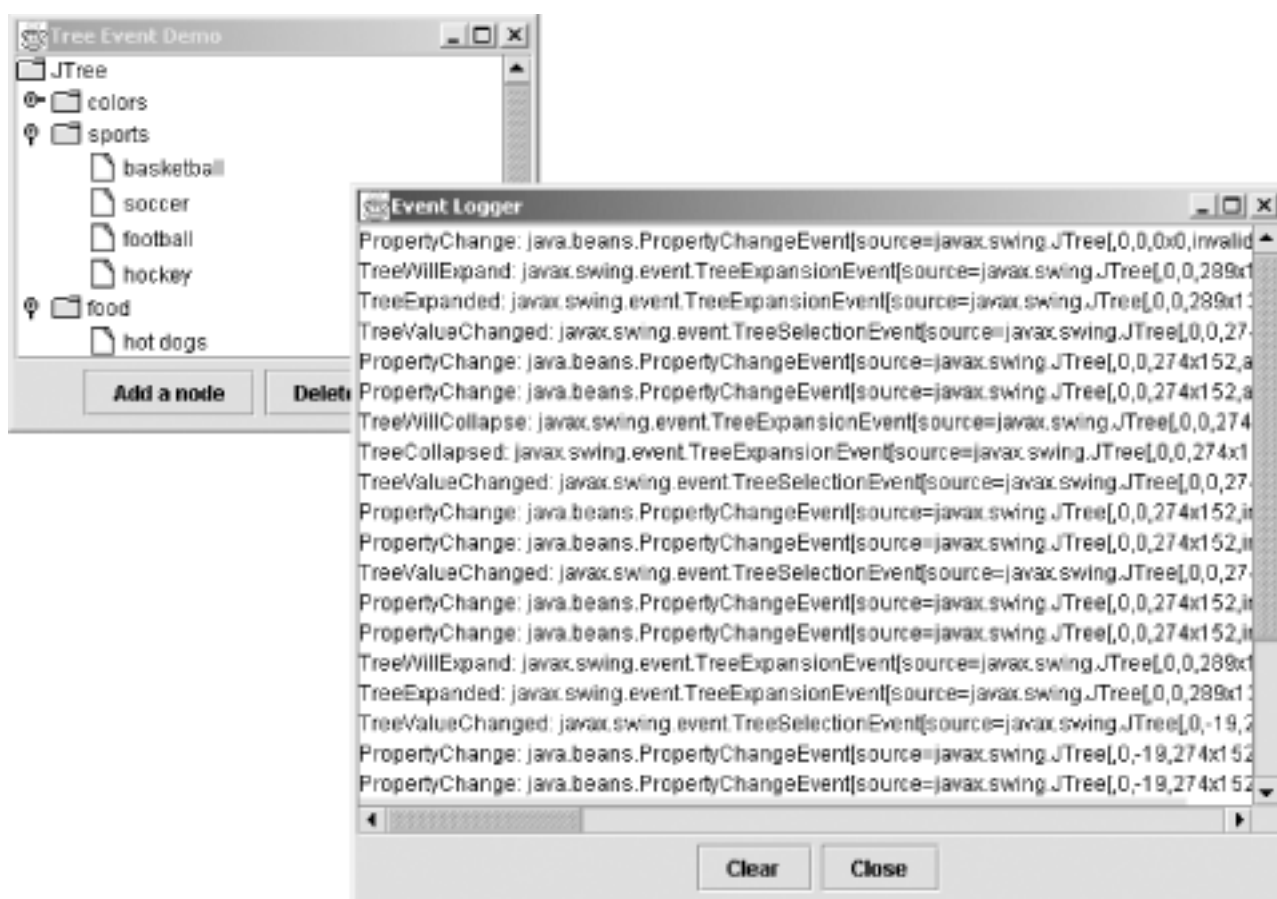 Tree Event Demo
JTree
colors
sports
basketball
soccer
football
hockey
food
hot dogs
Add a node
Delet
Event Logger
PropertyChange: java.beans.PropertyChangeEvent[source=javax.swing.JTree[,0,0,0x0,invalid
TreeWillExpand: javax.swing.event.TreeExpansionEvent[source=javax.swing.JTree[,0,0,289x1
TreeExpanded: javax.swing.event.TreeExpansionEvent[source=javax.swing.JTree[,0,0,289x1
TreeValueChanged: javax.swing.event.TreeSelectionEvent[source=javax.swing.JTree[,0,0,27
PropertyChange: java.beans.PropertyChangeEvent[source=javax.swing.JTree[,0,0,274x152,a
PropertyChange: java.beans.PropertyChangeEvent[source=javax.swing.JTree[,0,0,274x152,a
TreeWillCollapse: javax.swing.event.TreeExpansionEvent[source=javax.swing.JTree[,0,0,274
TreeCollapsed: javax.swing.event.TreeExpansionEvent[source=javax.swing.JTree[,0,0,274x1
TreeValueChanged: javax.swing.event.TreeSelectionEvent[source=javax.swing.JTree[,0,0,27
PropertyChange: java.beans.PropertyChangeEvent[source=javax.swing.JTree[,0,0,274x152,i
PropertyChange: java.beans.PropertyChangeEvent[source=javax.swing.JTree[,0,0,274x152,i
TreeValueChanged: javax.swing.event.TreeSelectionEvent[source=javax.swing.JTree[,0,0,27
PropertyChange: java.beans.PropertyChangeEvent[source=javax.swing.JTree[,0,0,274x152,i
PropertyChange: java.beans.PropertyChangeEvent[source=javax.swing.JTree[,0,0,274x152,i
TreeWillExpand: javax.swing.event.TreeExpansionEvent[source=javax.swing.JTree[,0,0,289x1
TreeExpanded: javax.swing.event.TreeExpansionEvent[source=javax.swing.JTree[,0,0,289x1
TreeValueChanged: javax.swing.event.TreeSelectionEvent[source=javax.swing.JTree[,0,-19,2
PropertyChange: java.beans.PropertyChangeEvent[source=javax.swing.JTree[,0,-19,274x152
PropertyChange: java.beans.PropertyChangeEvent[source=javax.swing.JTree[,0,-19,274x152
Clear
Close